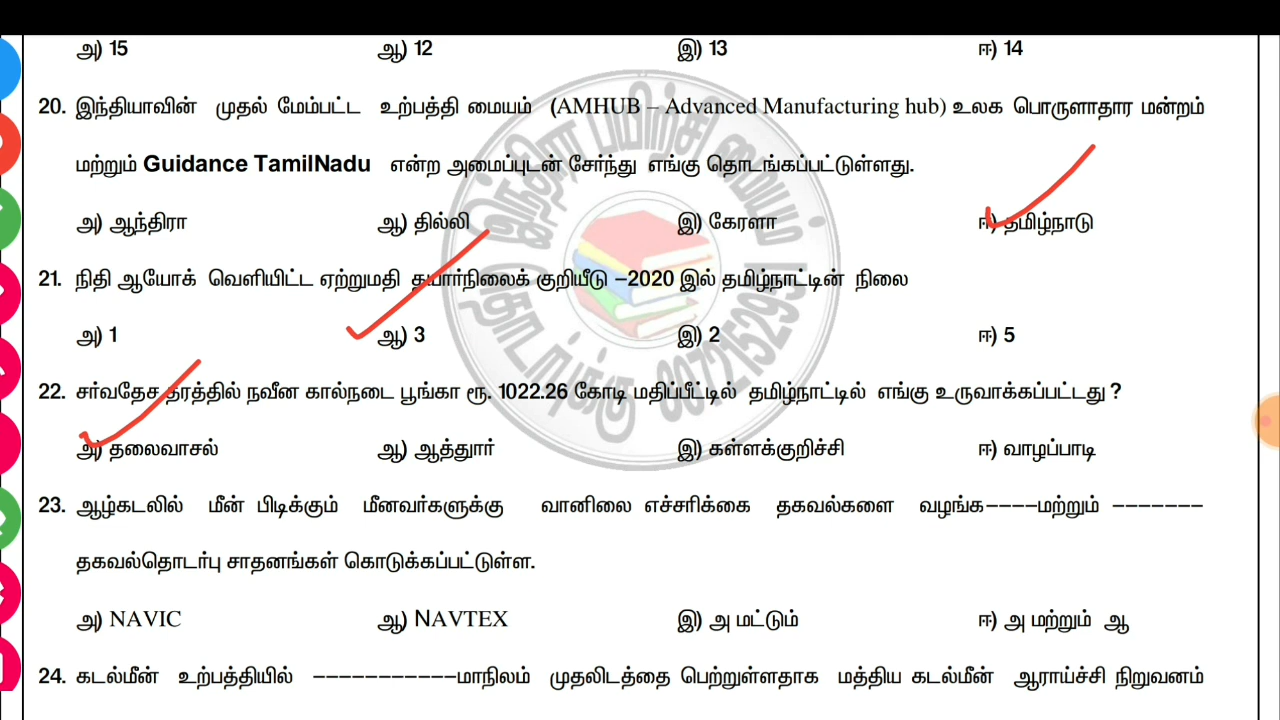 அ) 15 ஆ) 12 இ) 13 ஈ) 14
20. இந்தியாவின் முதல் மேம்பட்ட உற்பத்தி மையம் (AMHUB – Advanced Manufacturing hub) உலக பொருளாதார மன்றம்
மற்றும் Guidance TamilNadu என்ற அமைப்புடன் சேர்ந்து எங்கு தொடங்கப்பட்டுள்ளது.
அ) ஆந்திரா ஆ) தில்லி இ) கேரளா ஈ) தமிழ்நாடு
21. நிதி ஆயோக் வெளியிட்ட ஏற்றுமதி தயார்நிலைக் குறியீடு –2020 இல் தமிழ்நாட்டின் நிலை
அ) 1 ஆ) 3 இ) 2 ஈ) 5
22. சர்வதேச தரத்தில் நவீன கால்நடை பூங்கா ரூ. 1022.26 கோடி மதிப்பீட்டில் தமிழ்நாட்டில் எங்கு உருவாக்கப்பட்டது ?
அ) தலைவாசல் ஆ) ஆத்துார் இ) கள்ளக்குறிச்சி ஈ) வாழப்பாடி
23. ஆழ்கடலில் மீன் பிடிக்கும் மீனவர்களுக்கு வானிலை எச்சரிக்கை தகவல்களை வழங்க----மற்றும் -------
தகவல்தொடர்பு சாதனங்கள் கொடுக்கப்பட்டுள்ள.
அ) NAVIC ஆ) NAVTEX இ) அ மட்டும் ஈ) அ மற்றும் ஆ
24. கடல்மீன் உற்பத்தியில் -----------மாநிலம் முதலிடத்தை பெற்றுள்ளதாக மத்திய கடல்மீன் ஆராய்ச்சி நிறுவனம்
பயிற்சி மையம்